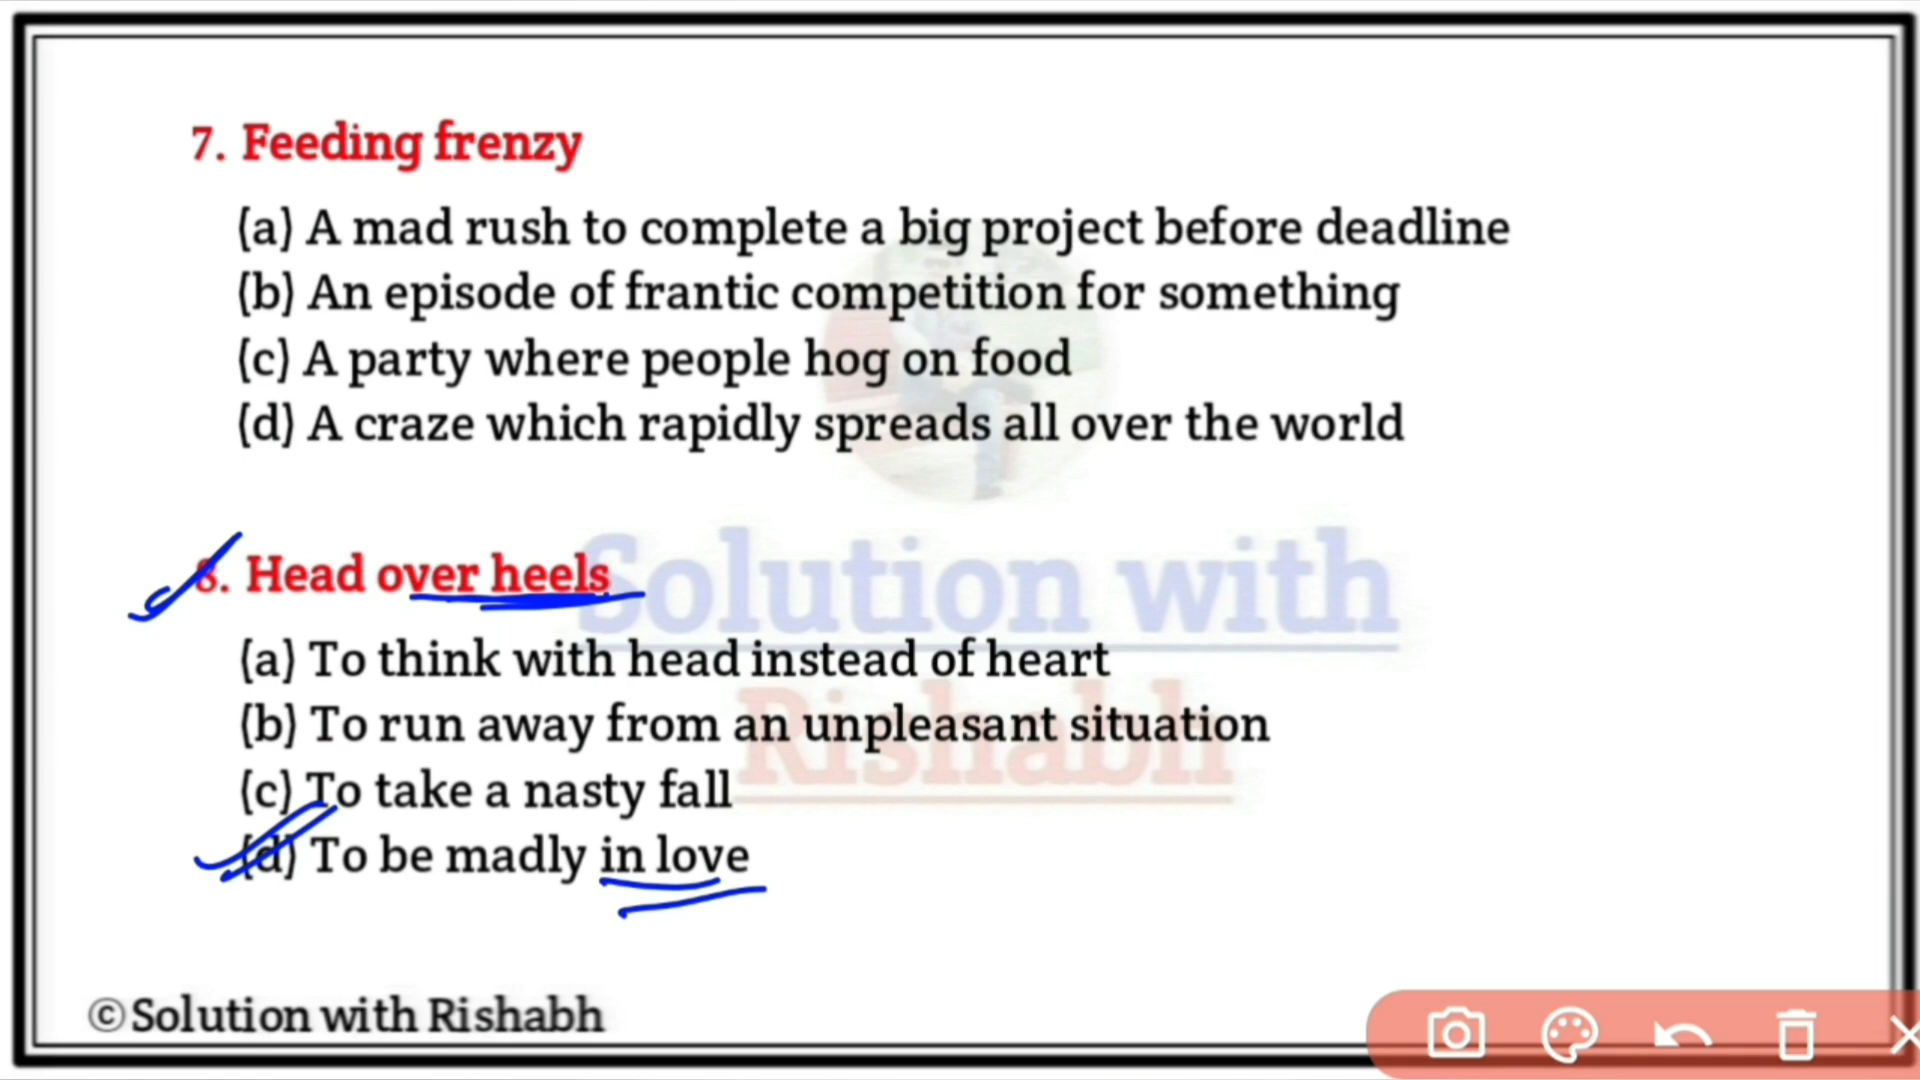 7. Feeding frenzy
(a) A mad rush to complete a big project before deadline
(b) An episode of frantic competition for something
(c) A party where people hog on food
(d) A craze which rapidly spreads all over the world
8. Head over heels
Solution with
(a) To think with head instead of heart
(b) To run away from an unpleasant situation
Rishabh
(c) To take a nasty fall
(d) To be madly in love
©Solution with Rishabh